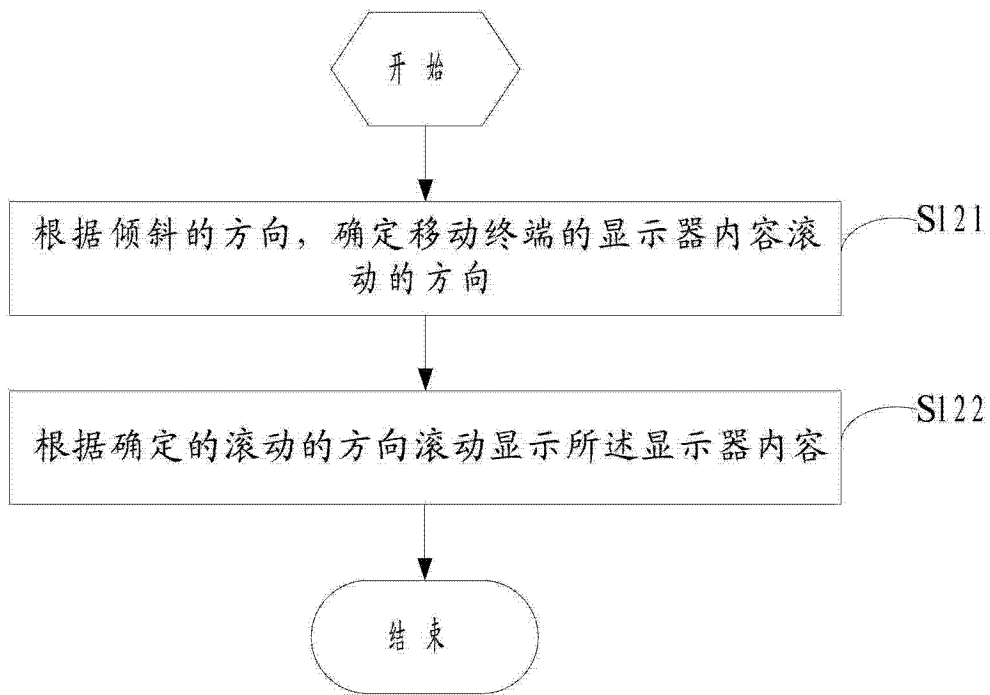 开始
根据倾斜的方向，确定移动终端的显示器内容滚
动的方向
S121
根据确定的滚动的方向滚动显示所述显示器内容
S122
结束